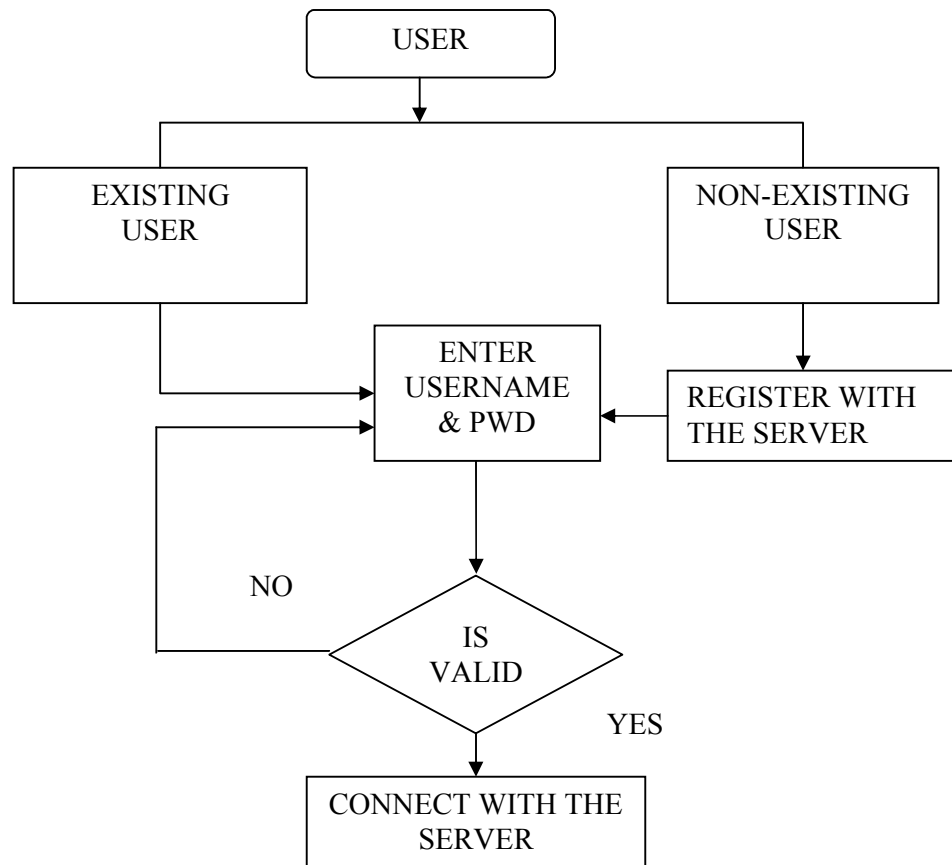 USER
EXISTING
USER
NON-EXISTING
USER
ENTER
USERNAME
& PWD
REGISTER WITH
THE SERVER
NO
IS
VALID
YES
CONNECT WITH THE
SERVER